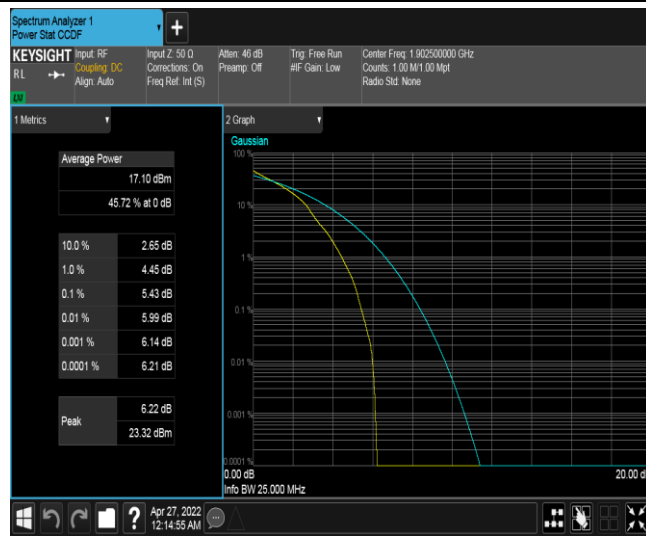 Spectrum Analyzer 1
Power Stat CCDF
+
KEYSIGHT
RL
LXI
Input: RF
Coupling: DC
Align: Auto
Input Z: 50 Ω
Corrections: On
Freq Ref: Int (S)
Atten: 46 dB
Preamp: Off
Trig: Free Run
#IF Gain: Low
Center Freq: 1.902500000 GHz
Counts: 1.00 M/1.00 Mpt
Radio Std: None
1 Metrics
Average Power
17.10 dBm
45.72 % at 0 dB
10.0 % 2.65 dB
1.0 % 4.45 dB
0.1 % 5.43 dB
0.01 % 5.99 dB
0.001 % 6.14 dB
0.0001 % 6.21 dB
Peak 6.22 dB
23.32 dBm
2 Graph
Gaussian
100 %
10 %
1 %
0.1 %
0.01 %
0.001 %
0.0001 %
0.00 dB
20.00 d
Info BW 25.000 MHz
?
Apr 27, 2022
12:14:55 AM